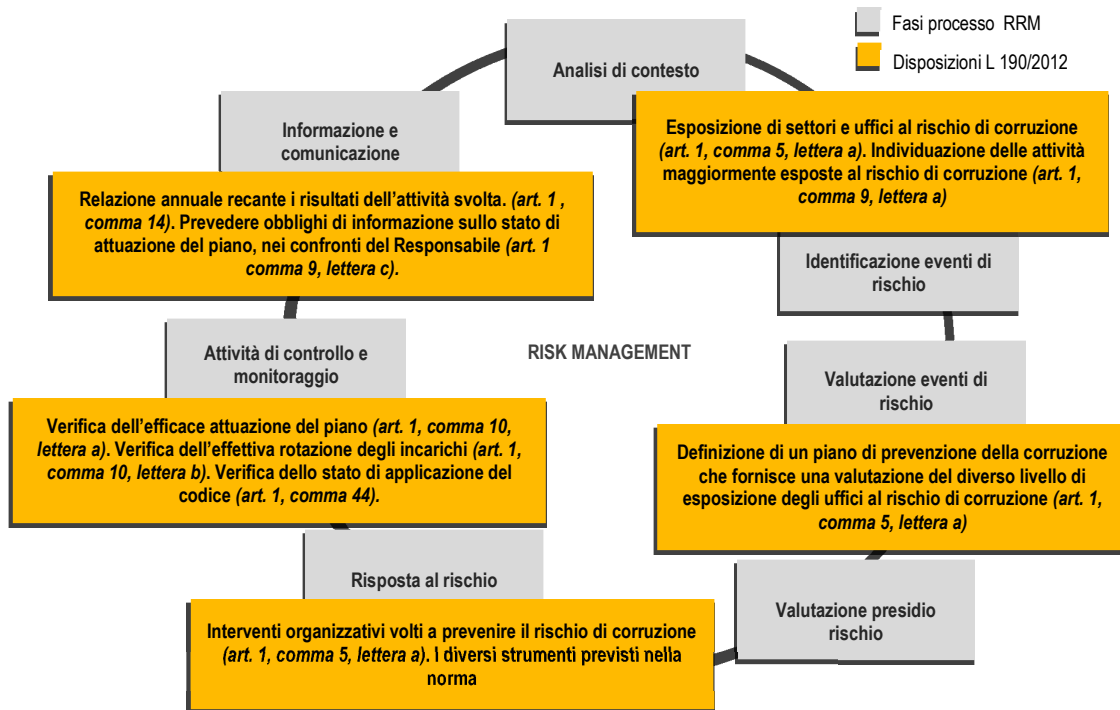 Fasi processo RRM
Disposizioni L 190/2012
Analisi di contesto
Esposizione di settori e uffici al rischio di corruzione
(art. 1, comma 5, lettera a). Individuazione delle attività
maggiormente esposte al rischio di corruzione (art. 1,
comma 9, lettera a)
Identificazione eventi di
rischio
Valutazione eventi di
rischio
Definizione di un piano di prevenzione della corruzione
che fornisce una valutazione del diverso livello di
esposizione degli uffici al rischio di corruzione (art. 1,
comma 5, lettera a)
Valutazione presidio
rischio
Risposta al rischio
Interventi organizzativi volti a prevenire il rischio di corruzione
(art. 1, comma 5, lettera a). I diversi strumenti previsti nella
norma
Attività di controllo e
monitoraggio
Verifica dell’efficace attuazione del piano (art. 1, comma 10,
lettera a). Verifica dell’effettiva rotazione degli incarichi (art. 1,
comma 10, lettera b). Verifica dello stato di applicazione del
codice (art. 1, comma 44).
Informazione e
comunicazione
Relazione annuale recante i risultati dell’attività svolta. (art. 1 ,
comma 14). Prevedere obblighi di informazione sullo stato di
attuazione del piano, nei confronti del Responsabile (art. 1
comma 9, lettera c).
RISK MANAGEMENT